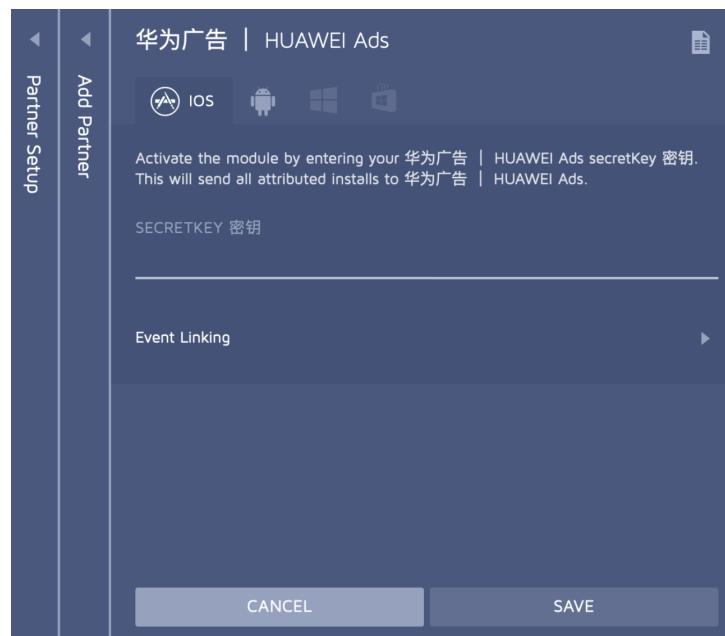 Partner Setup
Add Partner
华为广告 | HUAWEI Ads
IOS
Activate the module by entering your 华为广告 | HUAWEI Ads secretKey 密钥.
This will send all attributed installs to 华为广告 | HUAWEI Ads.
SECRETKEY 密钥
Event Linking
CANCEL
SAVE